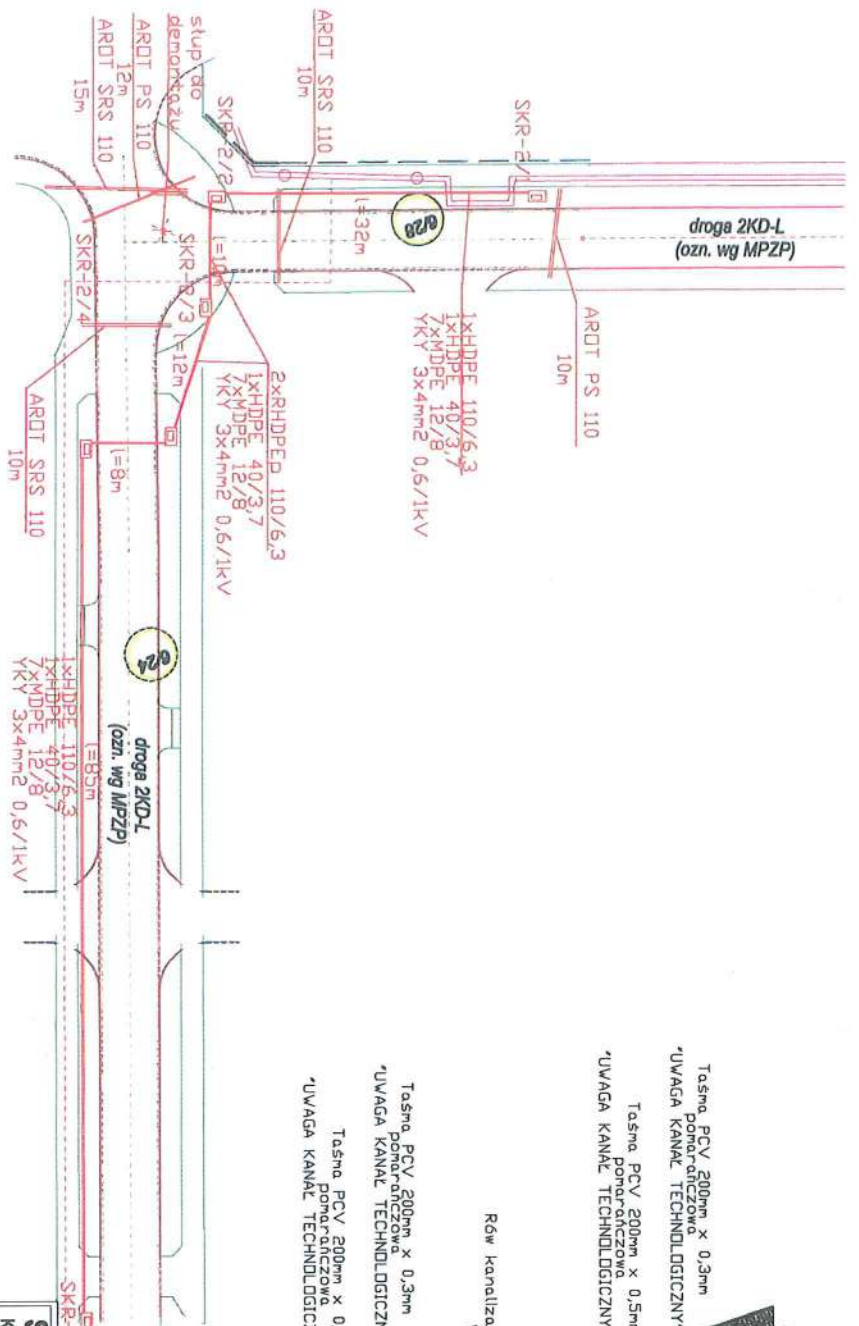 AROT SRS 110
10m
SKR-2/1
droga 2KD-L
(ozn. wg MPZP)
AROT PS 110
10m
słup do
demontażu
AROT PS 110
12m
AROT SRS 110
15m
SKR-2/2
l=32m
6/28
1xHDPE 110/6,3
1xHDPE 40/3,7
7xMDPE 12/8
YKY 3x4mm2 0,6/1kV
SKR-2/3
l=12m
2xRHDPEp 110/6,3
1xHDPE 40/3,7
7xMDPE 12/8
YKY 3x4mm2 0,6/1kV
SKR-2/4
AROT SRS 110
10m
l=8m
6/24
droga 2KD-L
(ozn. wg MPZP)
l=85m
1xHDPE 110/6,3
1xHDPE 40/3,7
7xMDPE 12/8
YKY 3x4mm2 0,6/1kV
SKR-
Taśma PCV 200mm x 0,3mm
pomarańczowa
"UWAGA KANAŁ TECHNOLOGICZNY"
Taśma PCV 200mm x 0,5mm
pomarańczowa
"UWAGA KANAŁ TECHNOLOGICZNY
Rów kanaliza
Taśma PCV 200mm x 0,3mm
pomarańczowa
"UWAGA KANAŁ TECHNOLOGICZN
Taśma PCV 200mm x 0
pomarańczowa
"UWAGA KANAŁ TECHNOLOGIC